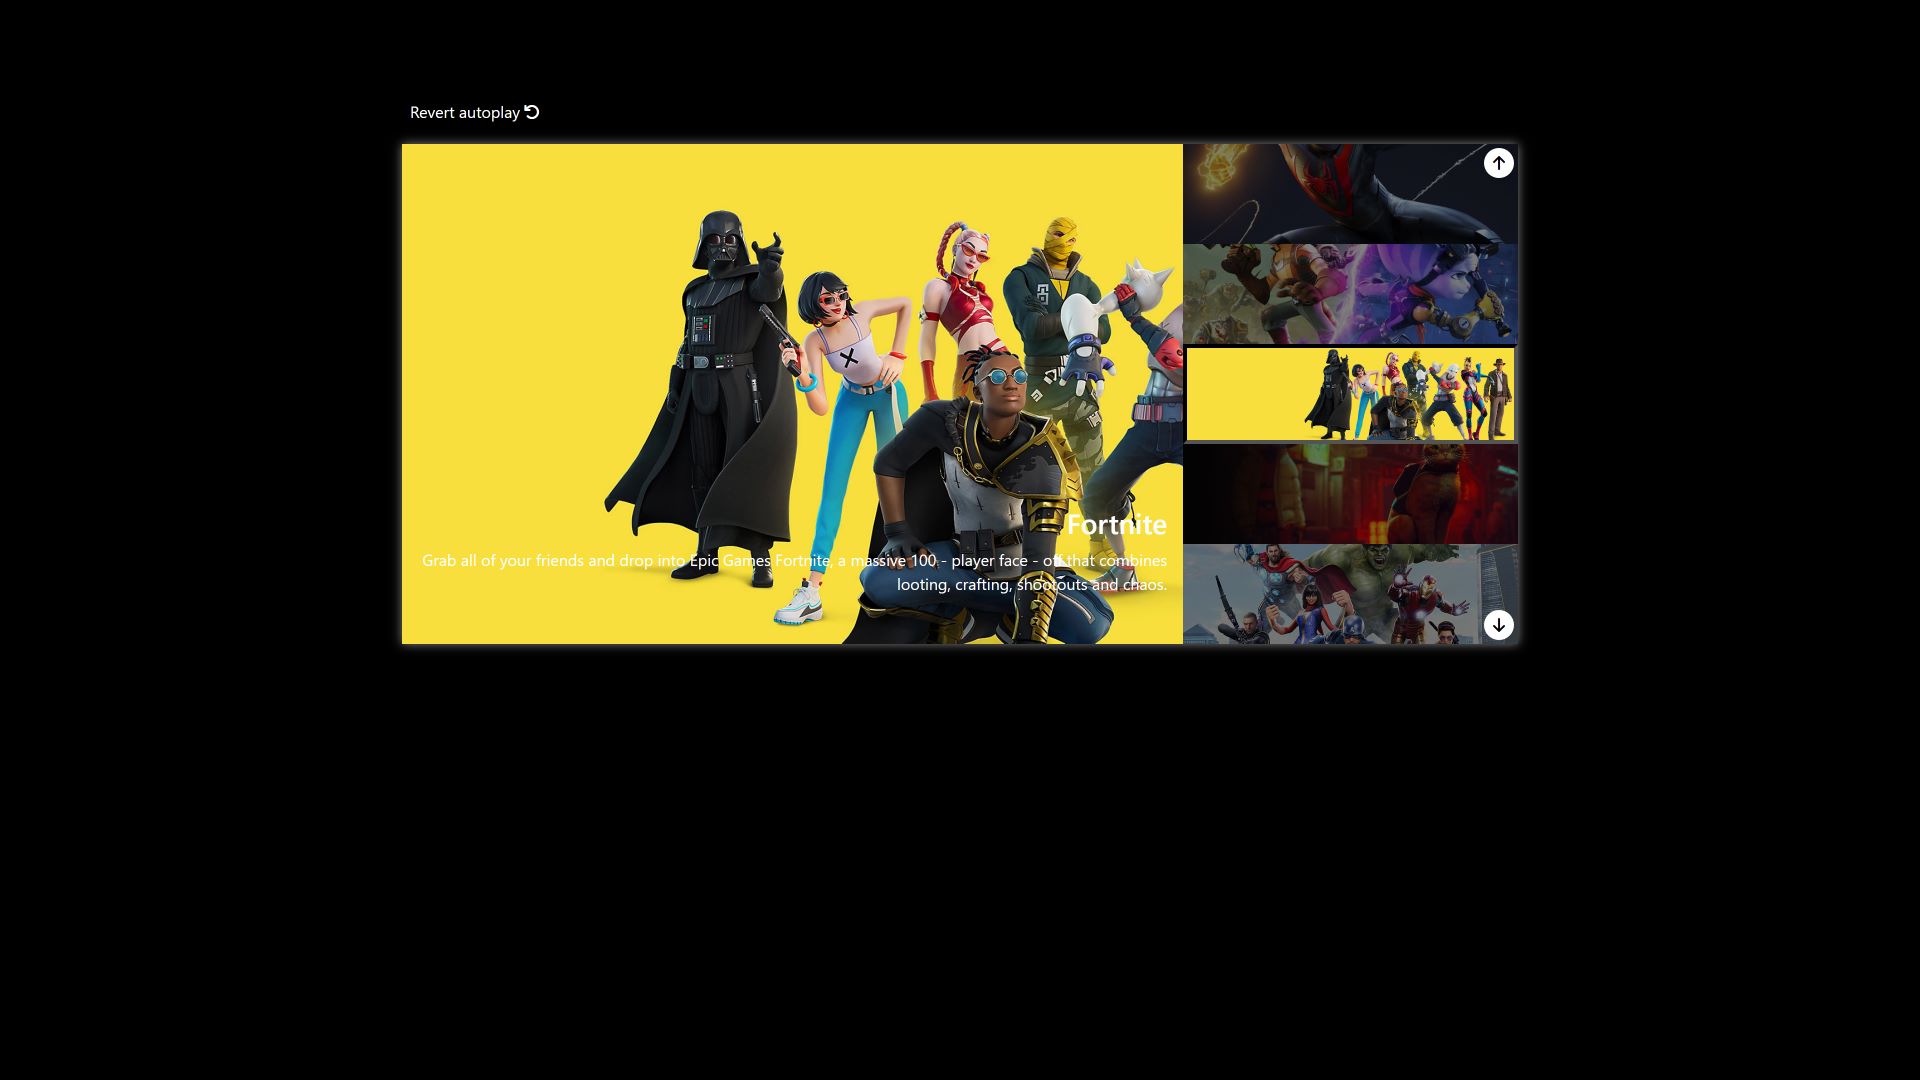 Revert autoplay
Fortnite
Grab all of your friends and drop into Epic Games Fortnite, a massive 100 - player face - off that combines
looting, crafting, shootouts and chaos.